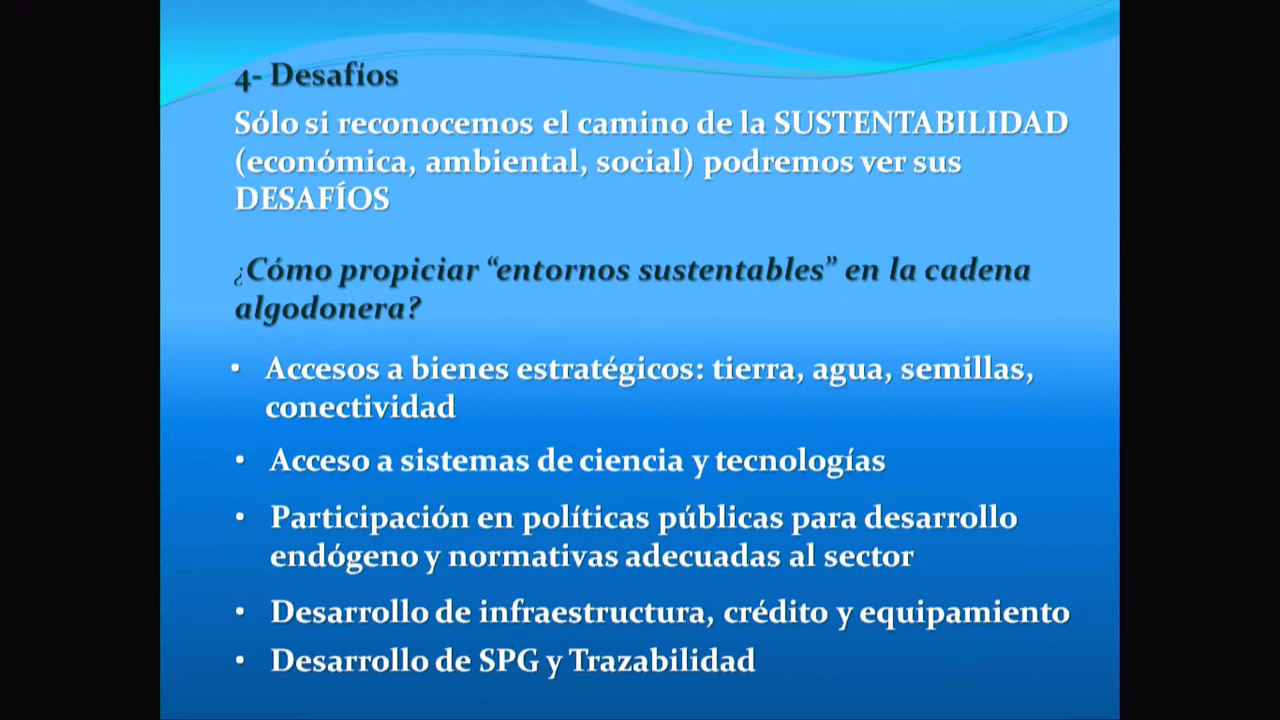 4- Desafíos
Sólo si reconocemos el camino de la SUSTENTABILIDAD
(económica, ambiental, social) podremos ver sus
DESAFÍOS
¿Cómo propiciar “entornos sustentables” en la cadena
algodonera?
• Accesos a bienes estratégicos: tierra, agua, semillas,
conectividad
• Acceso a sistemas de ciencia y tecnologías
• Participación en políticas públicas para desarrollo
endógeno y normativas adecuadas al sector
• Desarrollo de infraestructura, crédito y equipamiento
• Desarrollo de SPG y Trazabilidad